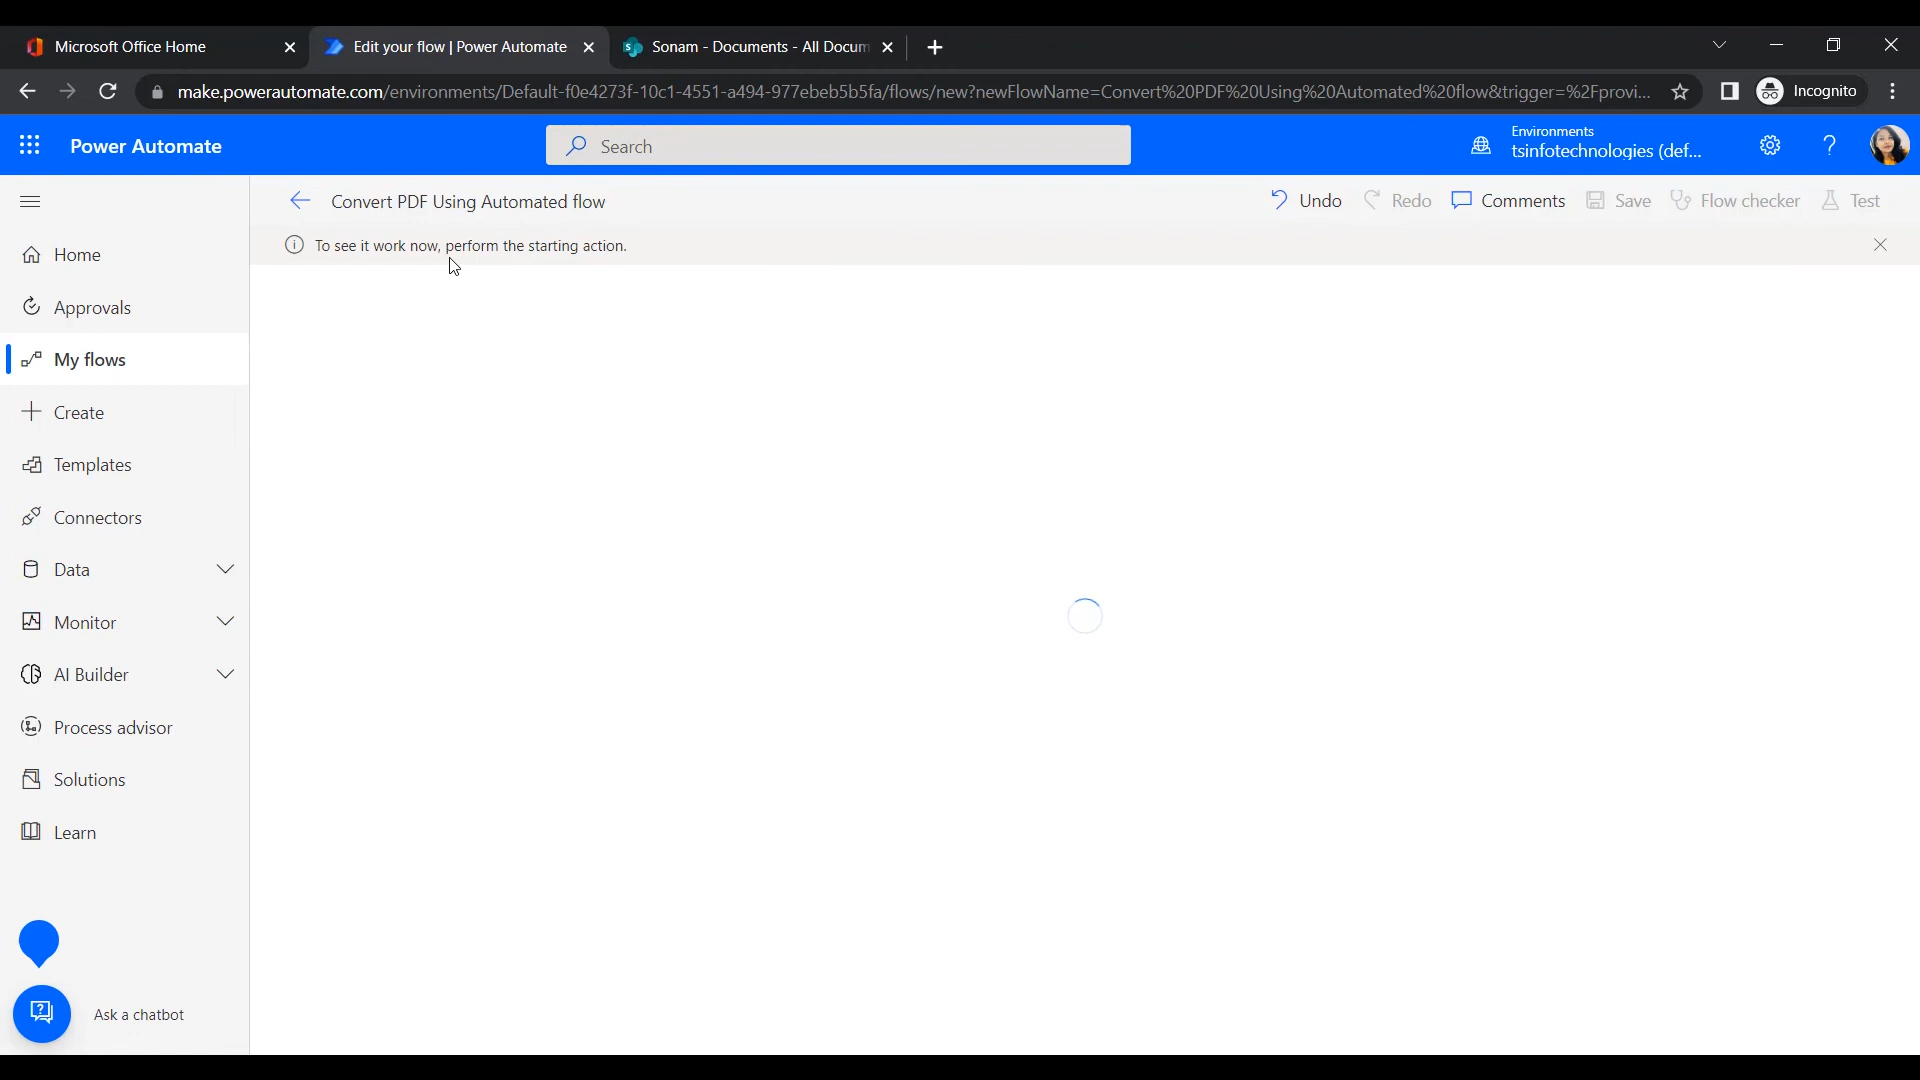 Microsoft Office Home
Edit your flow | Power Automate
Sonam - Documents - All Docum
make.powerautomate.com/environments/Default-f0e4273f-10c1-4551-a494-977ebeb5b5fa/flows/new?newFlowName=Convert%20PDF%20Using%20Automated%20flow&trigger=%2Fprovi...
Incognito
Power Automate
Search
Environments
tsinfotechnologies (def...
Convert PDF Using Automated flow
Undo
Redo
Comments
Save
Flow checker
Test
To see it work now, perform the starting action.
Home
Approvals
My flows
Create
Templates
Connectors
Data
Monitor
AI Builder
Process advisor
Solutions
Learn
Ask a chatbot